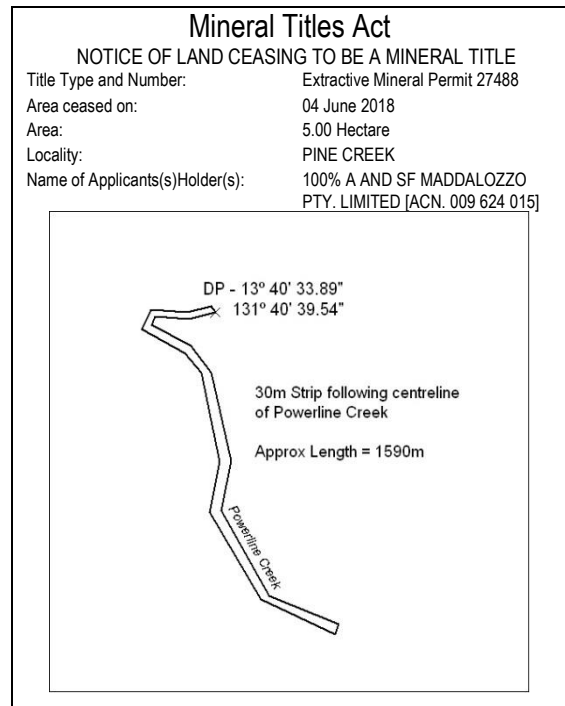 Mineral Titles Act
NOTICE OF LAND CEASING TO BE A MINERAL TITLE
Title Type and Number: Extractive Mineral Permit 27488
Area ceased on: 04 June 2018
Area: 5.00 Hectare
Locality: PINE CREEK
Name of Applicants(s)Holder(s): 100% A AND SF MADDALOZZO
PTY. LIMITED [ACN. 009 624 015]
DP - 13º 40' 33.89"
131º 40' 39.54"
30m Strip following centreline
of Powerline Creek
Approx Length = 1590m
Powerline Creek